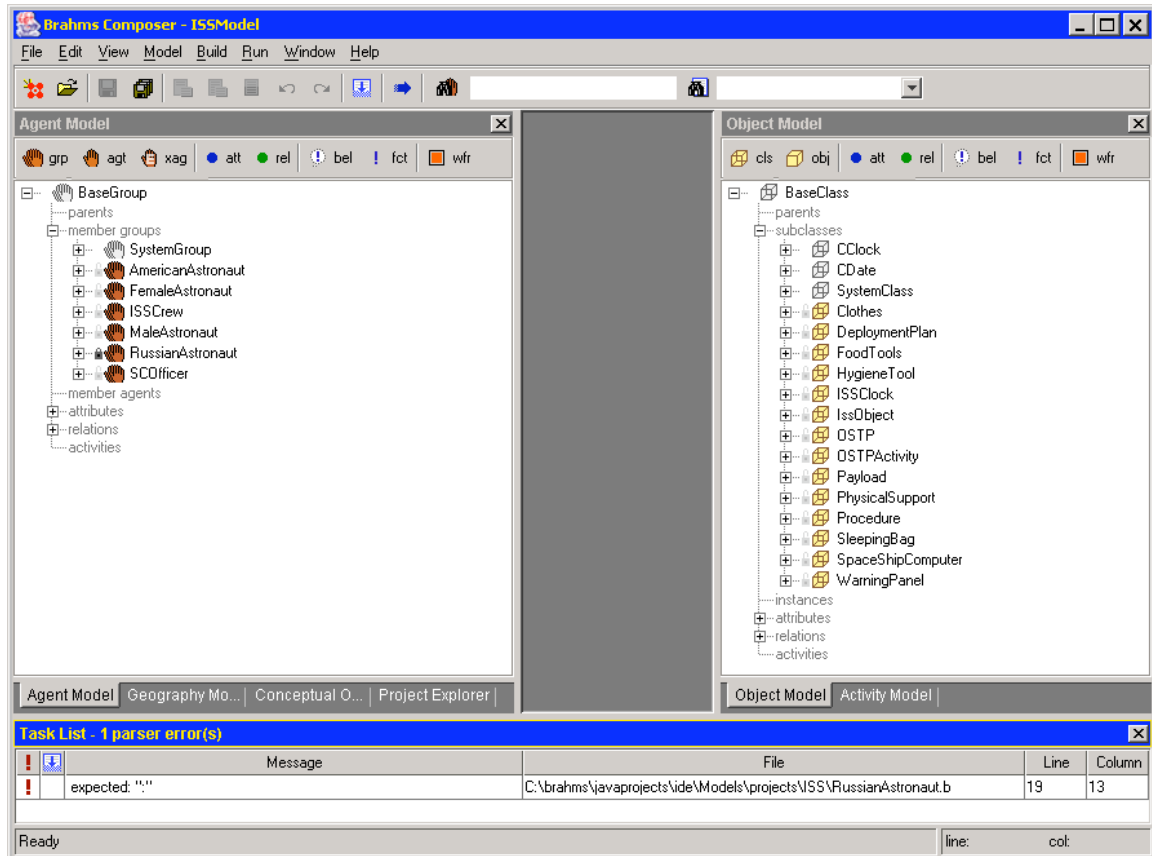 Brahms Composer - ISSModel
File Edit View Model Build Run Window Help
Agent Model
grp agt xag att rel bel ! fct wfr
BaseGroup
parents
member groups
SystemGroup
AmericanAstronaut
FemaleAstronaut
ISSCrew
MaleAstronaut
RussianAstronaut
SCOfficer
member agents
attributes
relations
activities
Agent Model Geography Mo... Conceptual O... Project Explorer
Object Model
cls obj att rel bel ! fct wfr
BaseClass
parents
subclasses
CClock
CDate
SystemClass
Clothes
DeploymentPlan
FoodTools
HygieneTool
ISSClock
IssObject
OSTP
OSTPActivity
Payload
PhysicalSupport
Procedure
SleepingBag
SpaceShipComputer
WarningPanel
instances
attributes
relations
activities
Object Model Activity Model
Task List - 1 parser error(s)
! Message File Line Column
! expected: ":" C:\brahms\javaprojects\ide\Models\projects\ISS\RussianAstronaut.b 19 13
Ready line: col: